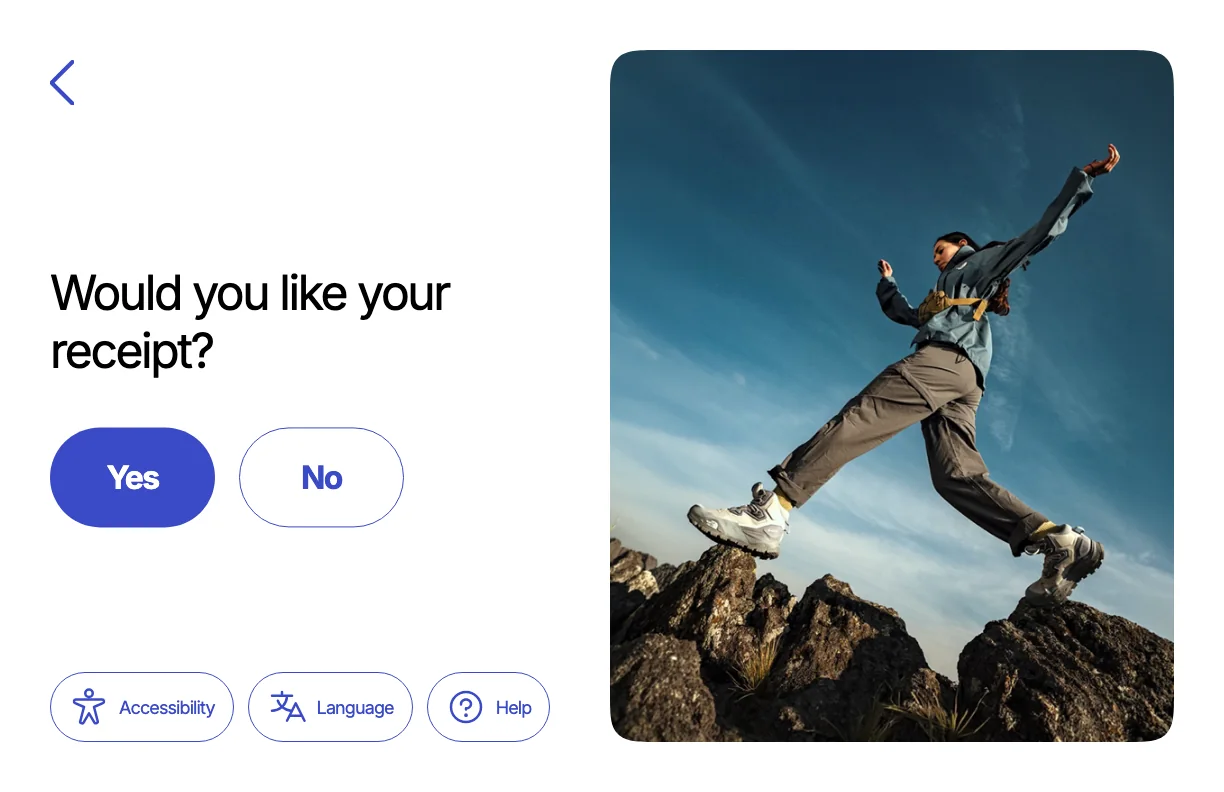 Would you like your
receipt?
Yes
No
Accessibility
Language
Help